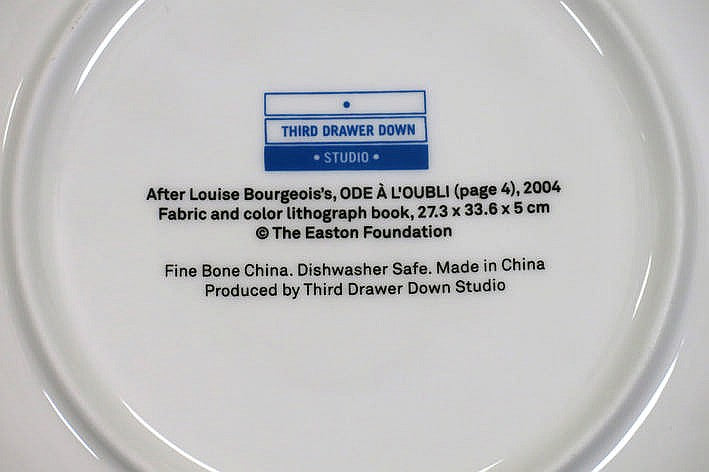 THIRD DRAWER DOWN
• STUDIO •
After Louise Bourgeois's, ODE À L'OUBLI (page 4), 2004
Fabric and color lithograph book, 27.3 x 33.6 x 5 cm
© The Easton Foundation
Fine Bone China. Dishwasher Safe. Made in China
Produced by Third Drawer Down Studio